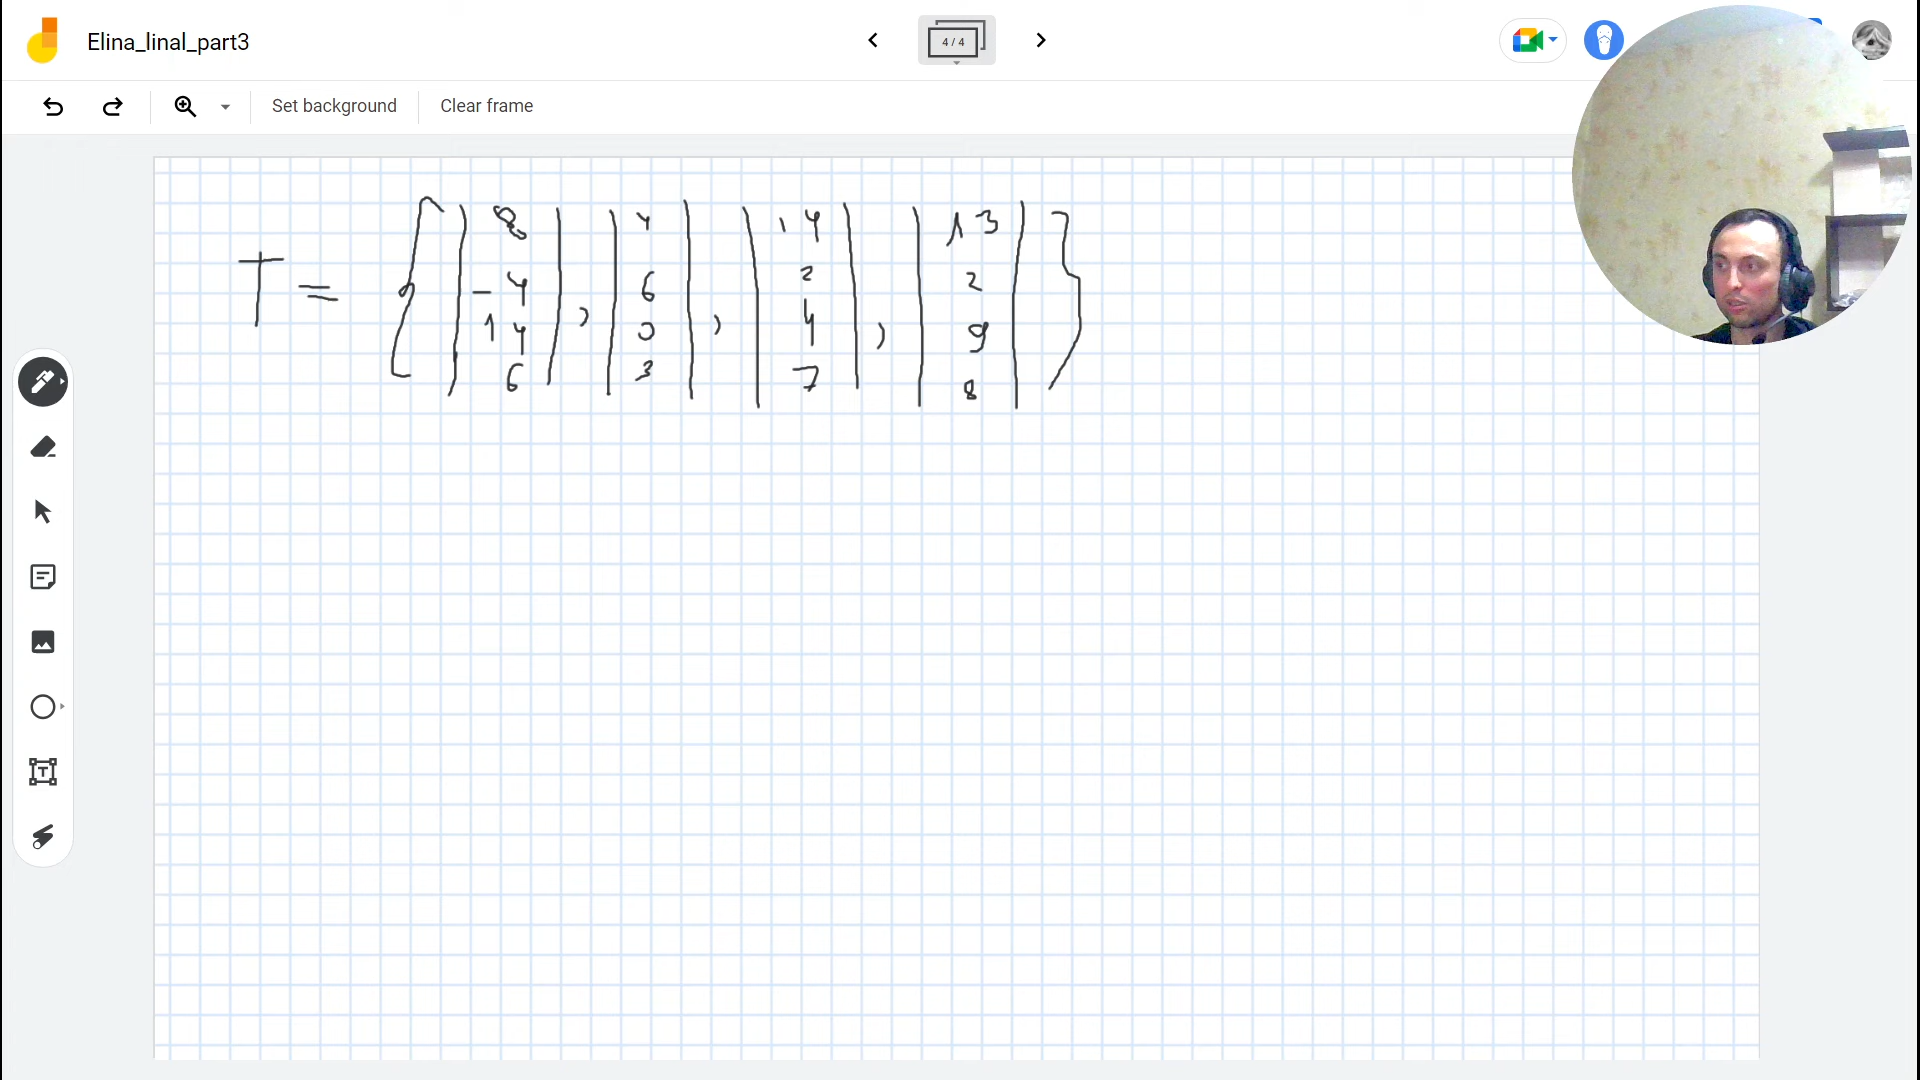 Elina_linal_part3
4 / 4
Set background
Clear frame
8 4 14 13
- 4 6 2 2
T = { | | , | | , | | , | | }
14 0 4 9
6 3 7 8